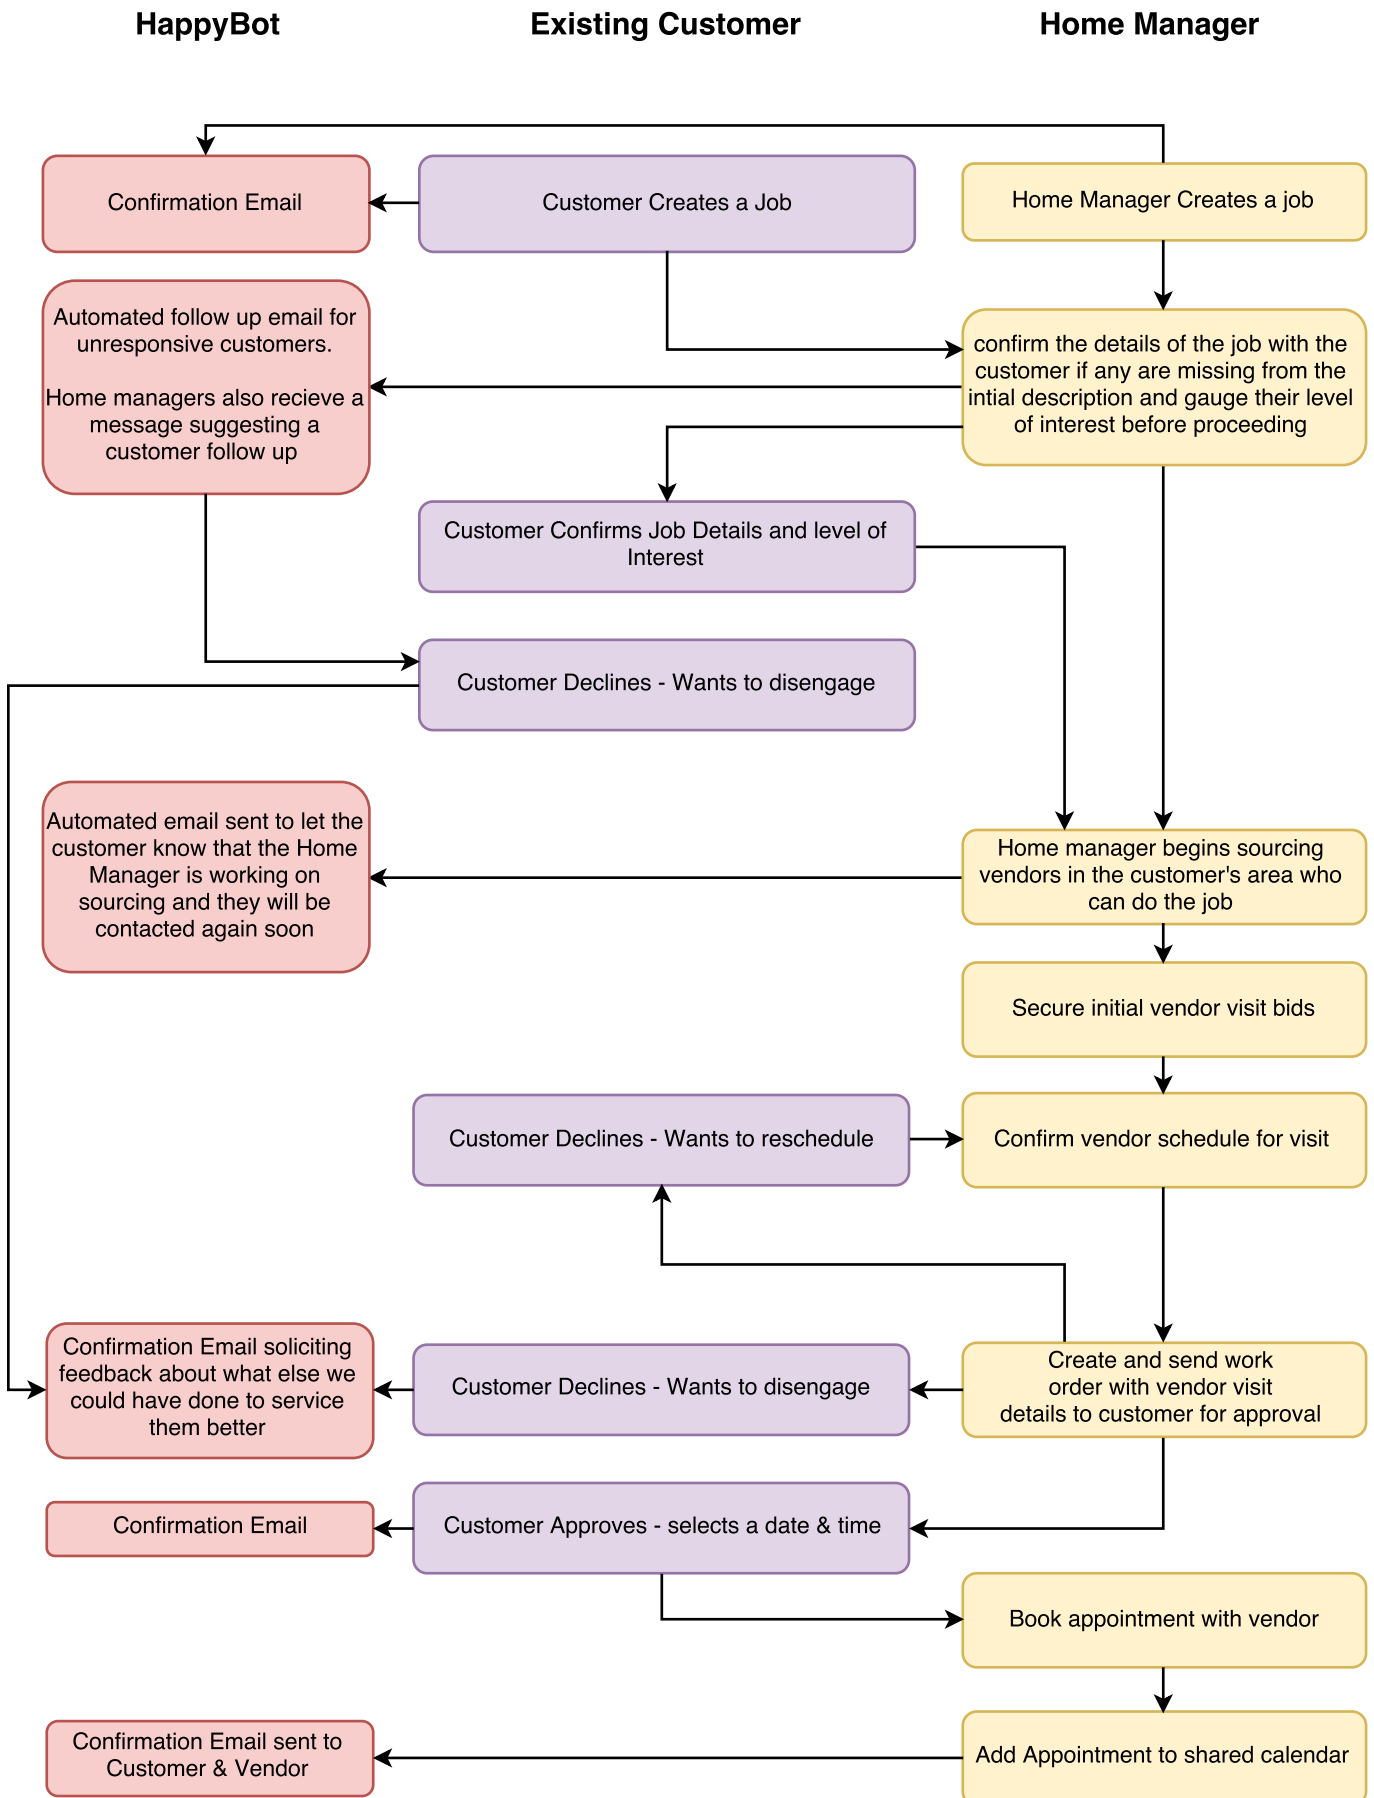 HappyBot
Existing Customer
Home Manager
Confirmation Email
Customer Creates a Job
Home Manager Creates a job
Automated follow up email for
unresponsive customers.
Home managers also recieve a
message suggesting a
customer follow up
confirm the details of the job with the
customer if any are missing from the
intial description and gauge their level
of interest before proceeding
Customer Confirms Job Details and level of
Interest
Customer Declines - Wants to disengage
Automated email sent to let the
customer know that the Home
Manager is working on
sourcing and they will be
contacted again soon
Home manager begins sourcing
vendors in the customer's area who
can do the job
Secure initial vendor visit bids
Customer Declines - Wants to reschedule
Confirm vendor schedule for visit
Confirmation Email soliciting
feedback about what else we
could have done to service
them better
Customer Declines - Wants to disengage
Create and send work
order with vendor visit
details to customer for approval
Confirmation Email
Customer Approves - selects a date & time
Book appointment with vendor
Confirmation Email sent to
Customer & Vendor
Add Appointment to shared calendar